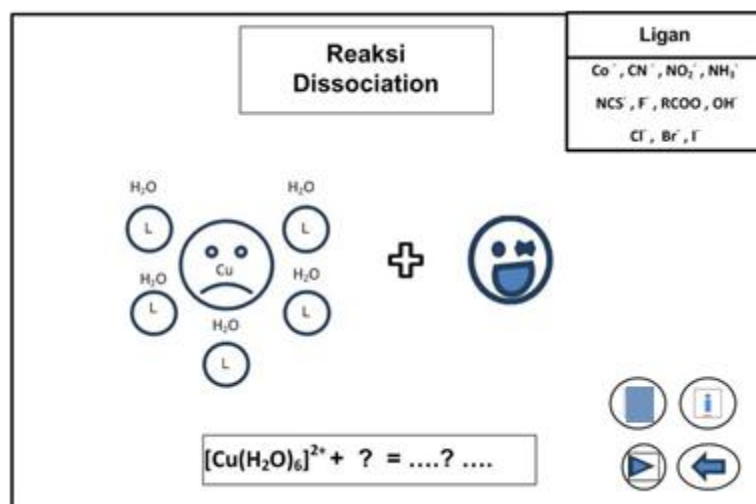 Reaksi
Dissociation
Ligan
Co⁻ , CN⁻ , NO₂⁻ , NH₃⁻
NCS⁻ , F⁻ , RCOO , OH⁻
Cl⁻ , Br⁻ , I⁻
H₂O
H₂O
L
L
Cu
H₂O
H₂O
L
L
H₂O
L
[Cu(H₂O)₆]²⁺ + ? = ....? ....
i